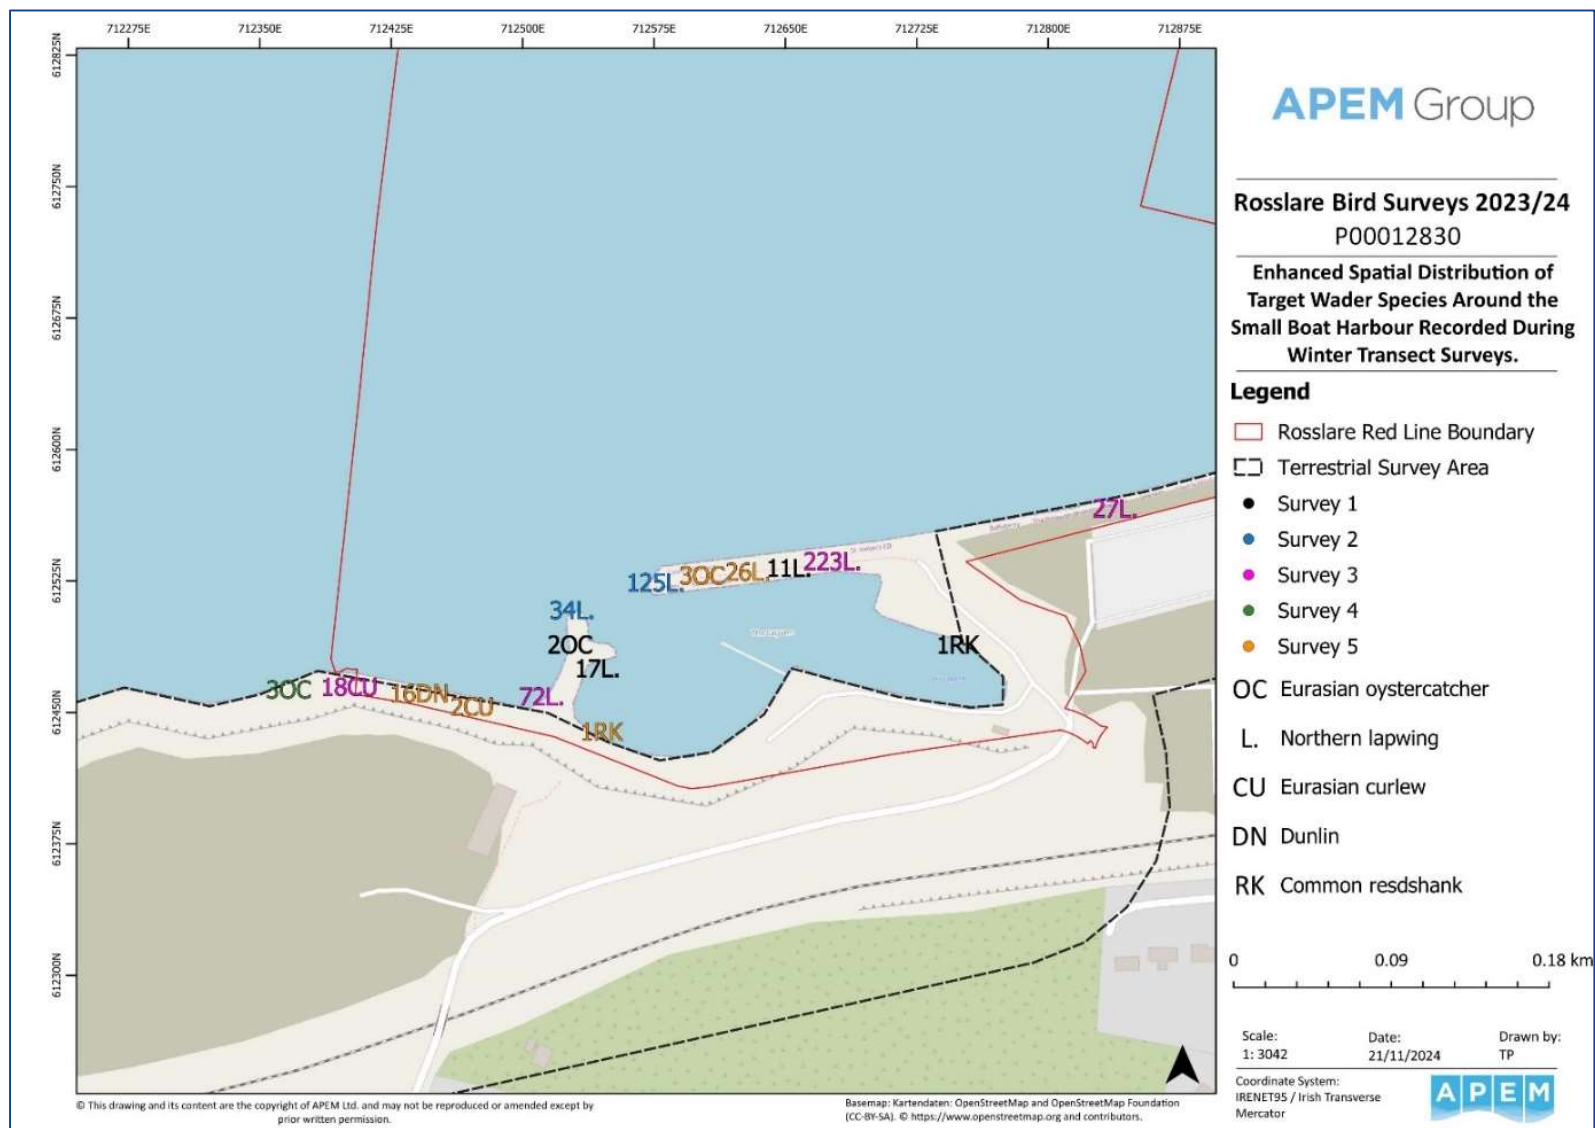 712275E 712350E 712425E 712500E 712575E 712650E 712725E 712800E 712875E
612825N
612750N
612675N
612600N
612525N
612450N
612375N
612300N
27L.
125L. 3OC 26L. 11L. 223L.
34L.
2OC
17L.
1RK
3OC 18CU 16DN 2CU 72L.
1RK
APEM Group
Rosslare Bird Surveys 2023/24
P00012830
Enhanced Spatial Distribution of
Target Wader Species Around the
Small Boat Harbour Recorded During
Winter Transect Surveys.
Legend
Rosslare Red Line Boundary
Terrestrial Survey Area
Survey 1
Survey 2
Survey 3
Survey 4
Survey 5
OC Eurasian oystercatcher
L. Northern lapwing
CU Eurasian curlew
DN Dunlin
RK Common resdshank
0 0.09 0.18 km
Scale: Date: Drawn by:
1: 3042 21/11/2024 TP
Coordinate System:
IRENET95 / Irish Transverse
Mercator
APEM
© This drawing and its content are the copyright of APEM Ltd. and may not be reproduced or amended except by
prior written permission.
Basemap: Kartendaten: OpenStreetMap and OpenStreetMap Foundation
(CC-BY-SA). © https://www.openstreetmap.org and contributors.